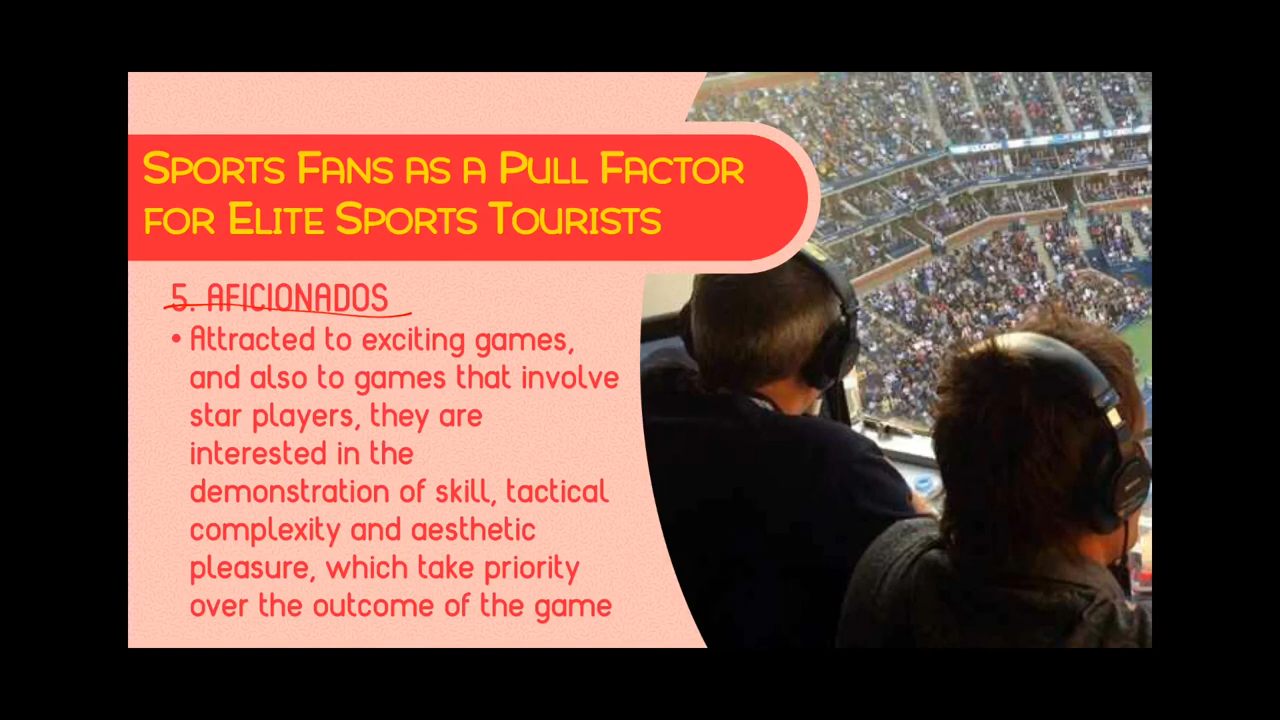 SPORTS FANS AS A PULL FACTOR
FOR ELITE SPORTS TOURISTS
5. AFICIONADOS
• Attracted to exciting games,
and also to games that involve
star players, they are
interested in the
demonstration of skill, tactical
complexity and aesthetic
pleasure, which take priority
over the outcome of the game